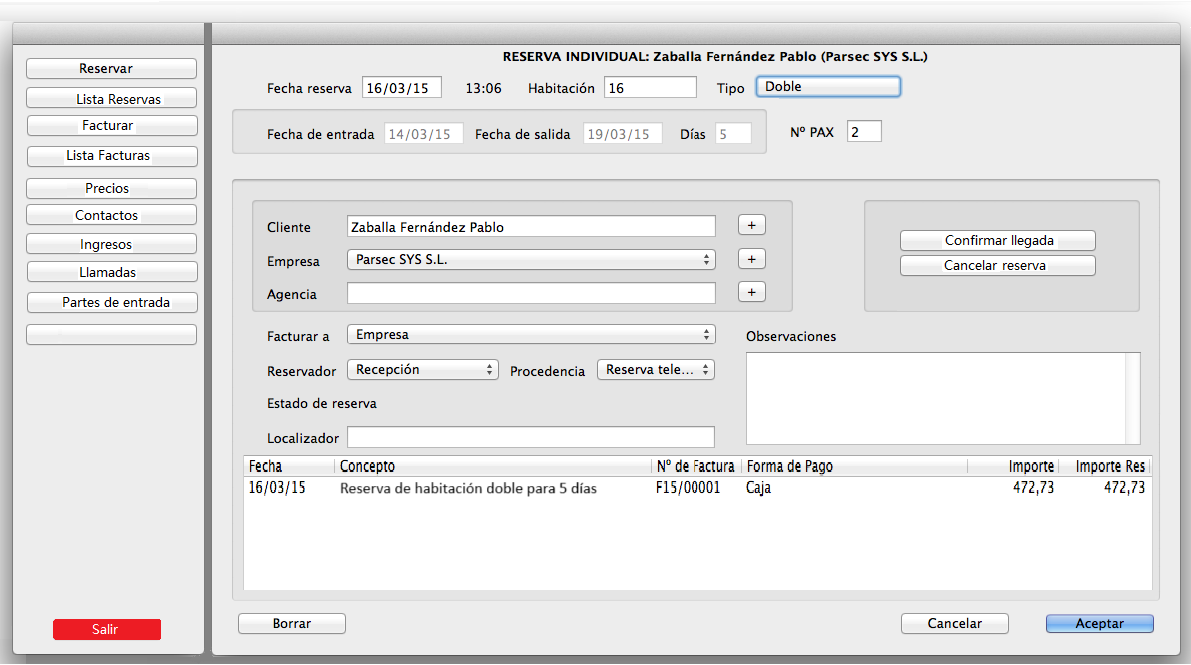 Reservar
Lista Reservas
Facturar
Lista Facturas
Precios
Contactos
Ingresos
Llamadas
Partes de entrada
Salir
RESERVA INDIVIDUAL: Zaballa Fernández Pablo (Parsec SYS S.L.)
Fecha reserva 16/03/15 13:06 Habitación 16 Tipo Doble
Fecha de entrada 14/03/15 Fecha de salida 19/03/15 Días 5 Nº PAX 2
Cliente Zaballa Fernández Pablo +
Empresa Parsec SYS S.L. +
Agencia +
Confirmar llegada
Cancelar reserva
Facturar a Empresa
Observaciones
Reservador Recepción Procedencia Reserva tele...
Estado de reserva
Localizador
Fecha Concepto Nº de Factura Forma de Pago Importe Importe Res
16/03/15 Reserva de habitación doble para 5 días F15/00001 Caja 472,73 472,73
Borrar Cancelar Aceptar